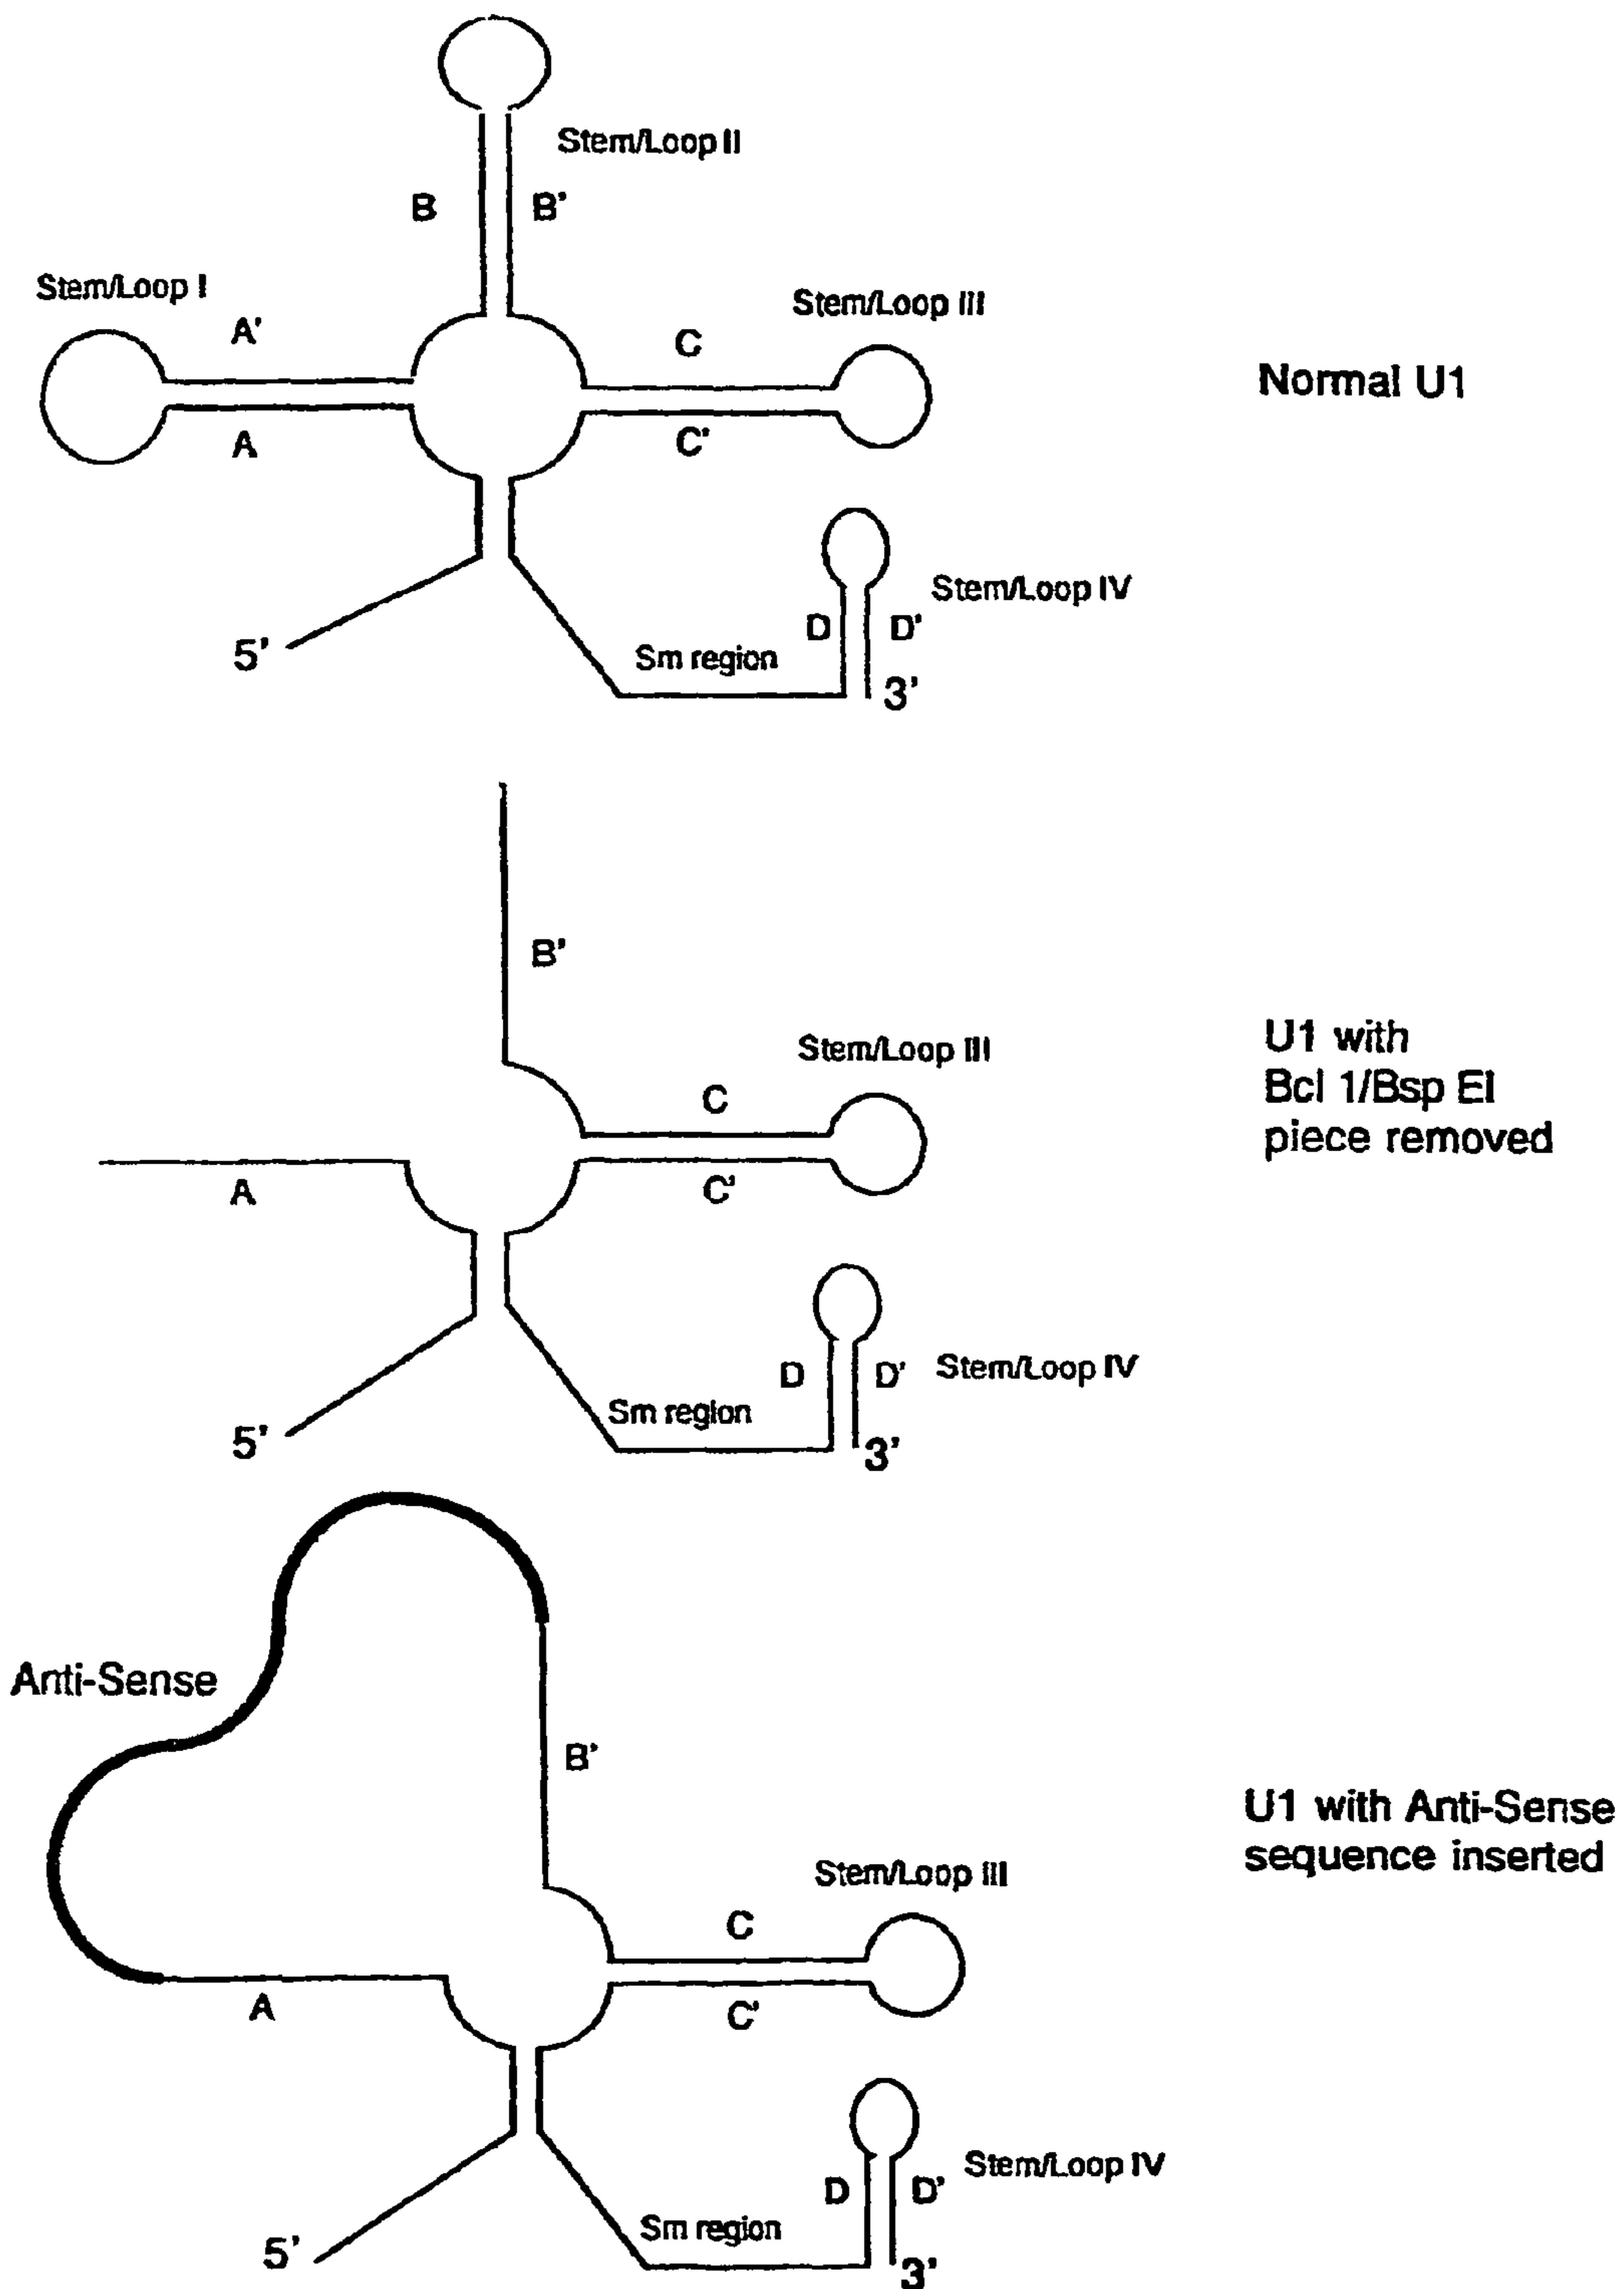 Stem/Loop II
B
B'
Stem/Loop I
A'
Stem/Loop III
C
Normal U1
A
C'
Stem/Loop IV
D
D'
5'
Sm region
3'
B'
U1 with
Bcl 1/Bsp EI
piece removed
Stem/Loop III
C
A
C'
D
D'
Stem/Loop IV
Sm region
5'
3'
Anti-Sense
B'
U1 with Anti-Sense
sequence inserted
Stem/Loop III
C
A
C'
Stem/Loop IV
D
D'
Sm region
5'
3'